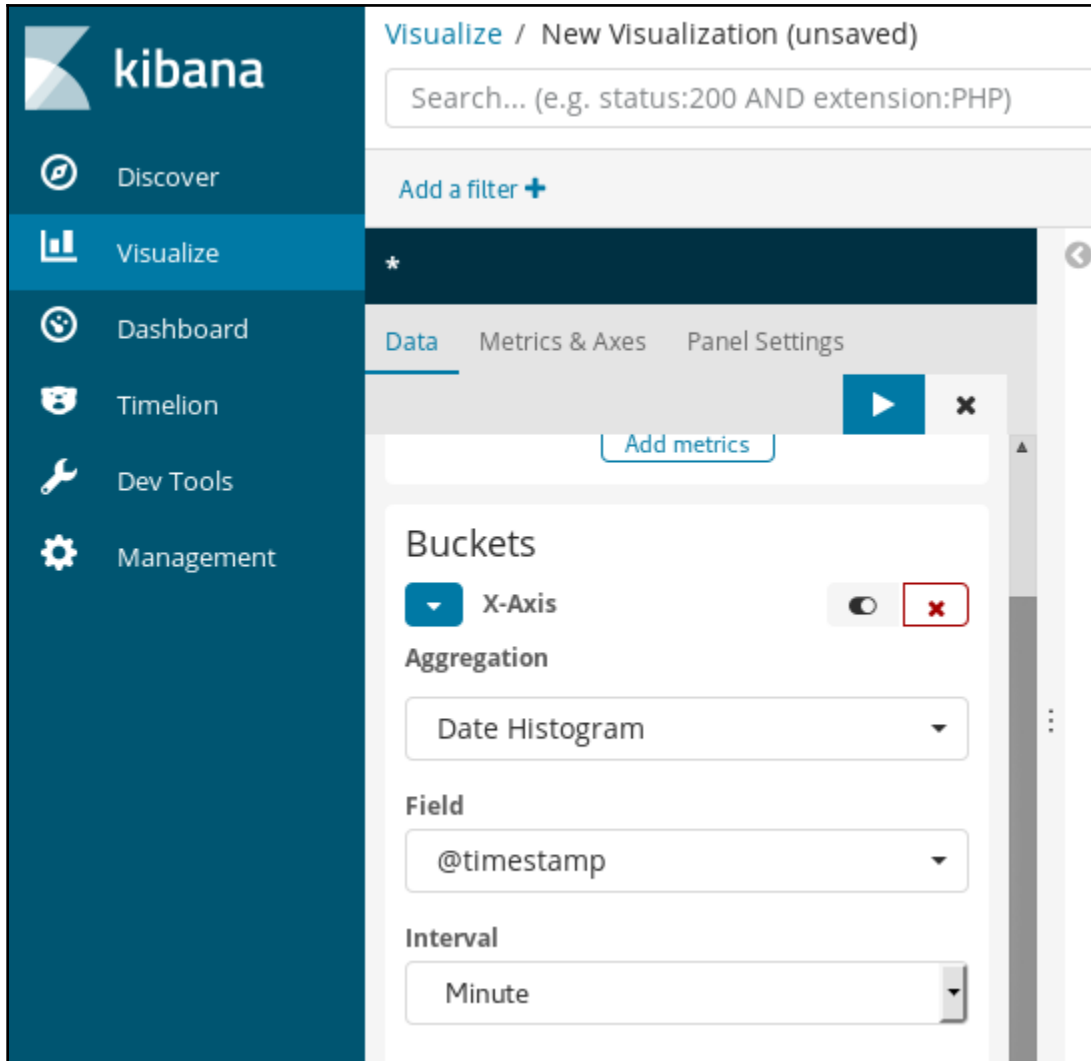 kibana
Discover
Visualize
Dashboard
Timelion
Dev Tools
Management
Visualize / New Visualization (unsaved)
Search... (e.g. status:200 AND extension:PHP)
Add a filter +
*
Data Metrics & Axes Panel Settings
Add metrics
Buckets
X-Axis
Aggregation
Date Histogram
Field
@timestamp
Interval
Minute